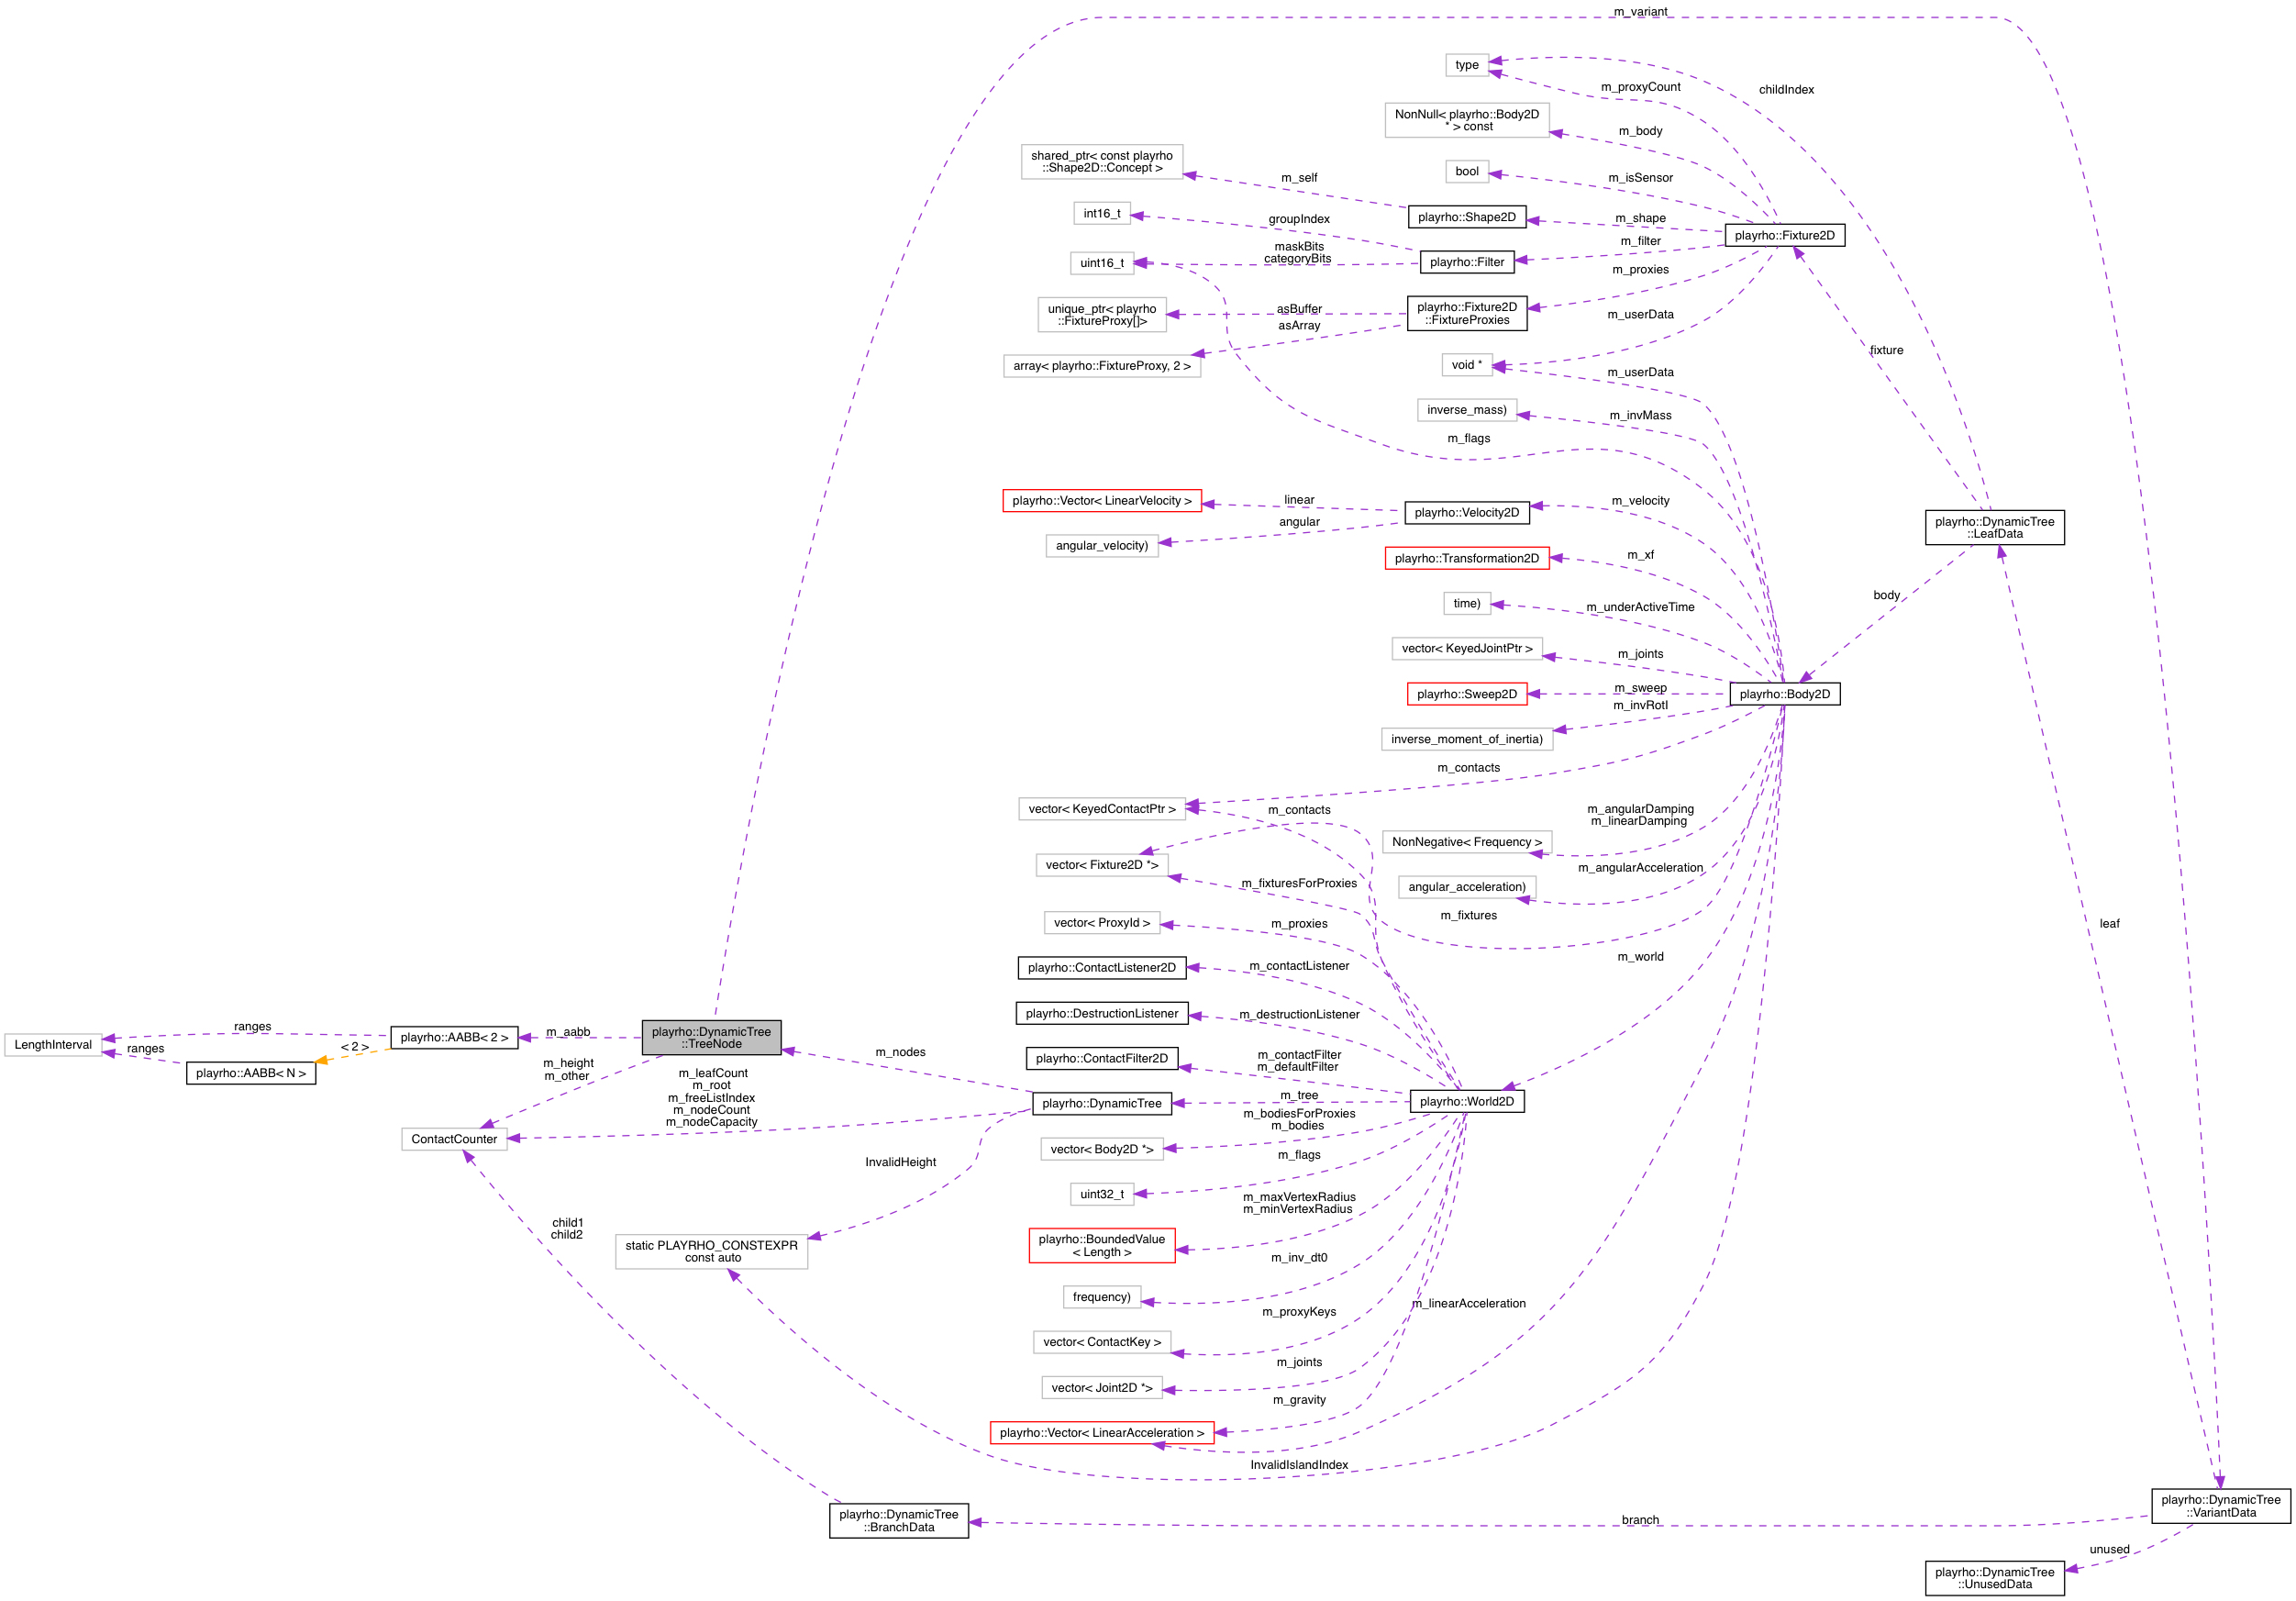 m_variant
type
childIndex
m_proxyCount
NonNull< playrho::Body2D
* > const
m_body
shared_ptr< const playrho
::Shape2D::Concept >
bool
m_self
m_isSensor
int16_t
groupIndex
playrho::Shape2D
m_shape
playrho::Fixture2D
maskBits
categoryBits
m_filter
uint16_t
playrho::Filter
m_proxies
unique_ptr< playrho
::FixtureProxy[]>
asBuffer
asArray
playrho::Fixture2D
::FixtureProxies
m_userData
fixture
array< playrho::FixtureProxy, 2 >
void *
m_userData
inverse_mass)
m_invMass
m_flags
playrho::Vector< LinearVelocity >
linear
playrho::Velocity2D
m_velocity
angular
playrho::DynamicTree
::LeafData
angular_velocity)
playrho::Transformation2D
m_xf
time)
m_underActiveTime
body
vector< KeyedJointPtr >
m_joints
playrho::Sweep2D
m_sweep
playrho::Body2D
m_invRotI
inverse_moment_of_inertia)
m_contacts
vector< KeyedContactPtr >
m_contacts
m_angularDamping
m_linearDamping
NonNegative< Frequency >
vector< Fixture2D *>
m_angularAcceleration
m_fixturesForProxies
angular_acceleration)
vector< ProxyId >
m_proxies
m_fixtures
leaf
m_world
playrho::ContactListener2D
m_contactListener
playrho::DestructionListener
m_destructionListener
LengthInterval
ranges
ranges
playrho::AABB< 2 >
< 2 >
playrho::AABB< N >
m_aabb
m_height
m_other
playrho::DynamicTree
::TreeNode
m_nodes
playrho::ContactFilter2D
m_contactFilter
m_defaultFilter
m_leafCount
m_root
m_freeListIndex
m_nodeCount
m_nodeCapacity
playrho::DynamicTree
m_tree
playrho::World2D
m_bodiesForProxies
m_bodies
ContactCounter
vector< Body2D *>
InvalidHeight
m_flags
uint32_t
m_maxVertexRadius
m_minVertexRadius
child1
child2
static PLAYRHO_CONSTEXPR
const auto
playrho::BoundedValue
< Length >
m_inv_dt0
frequency)
m_linearAcceleration
m_proxyKeys
vector< ContactKey >
m_joints
vector< Joint2D *>
m_gravity
playrho::Vector< LinearAcceleration >
InvalidIslandIndex
playrho::DynamicTree
::BranchData
branch
playrho::DynamicTree
::VariantData
unused
playrho::DynamicTree
::UnusedData